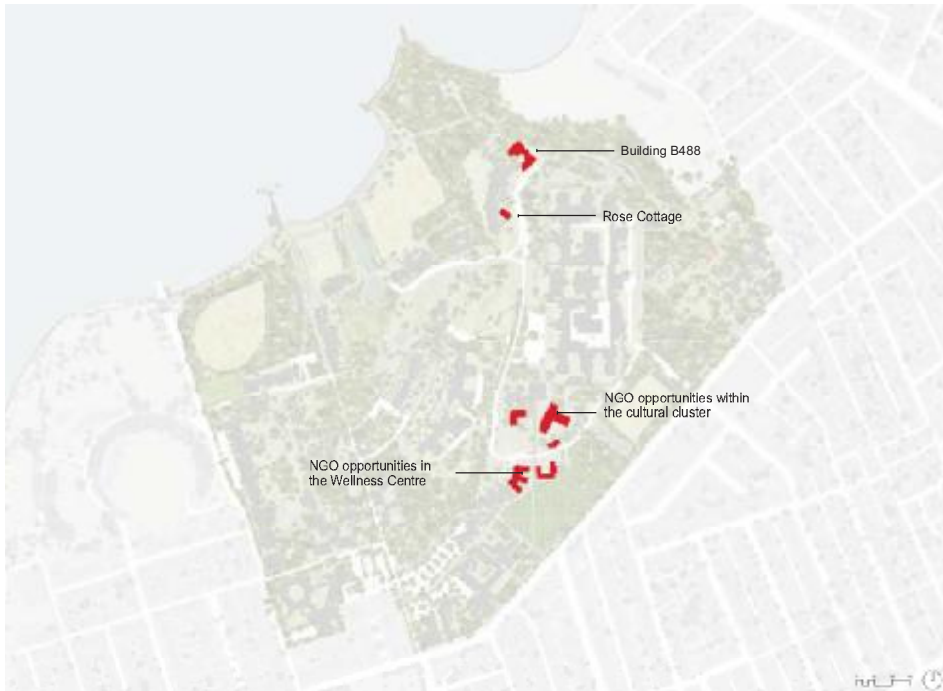 Building B488
Rose Cottage
NGO opportunities within
the cultural cluster
NGO opportunities in
the Wellness Centre